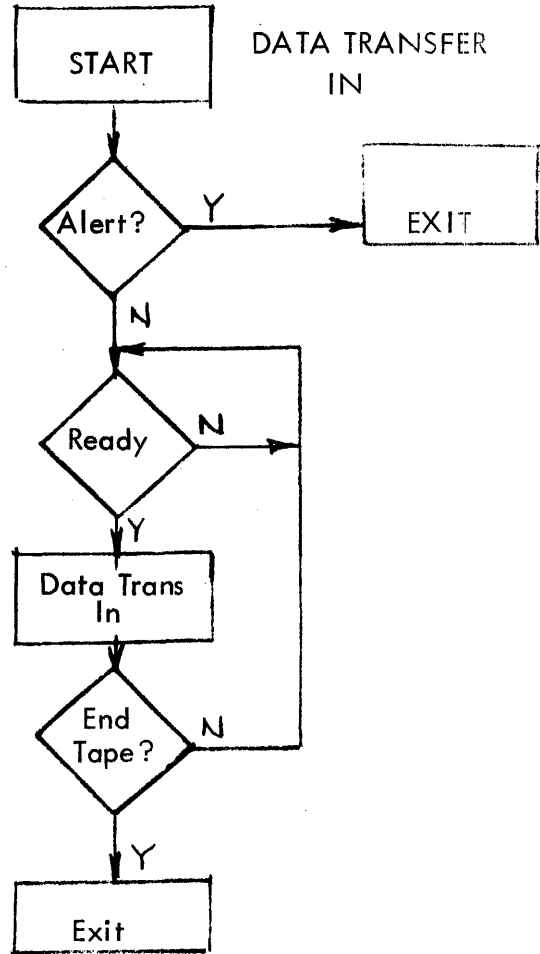 START
DATA TRANSFER
IN
Alert?
Y
EXIT
N
Ready
N
Y
Data Trans
In
End
Tape?
N
Y
Exit